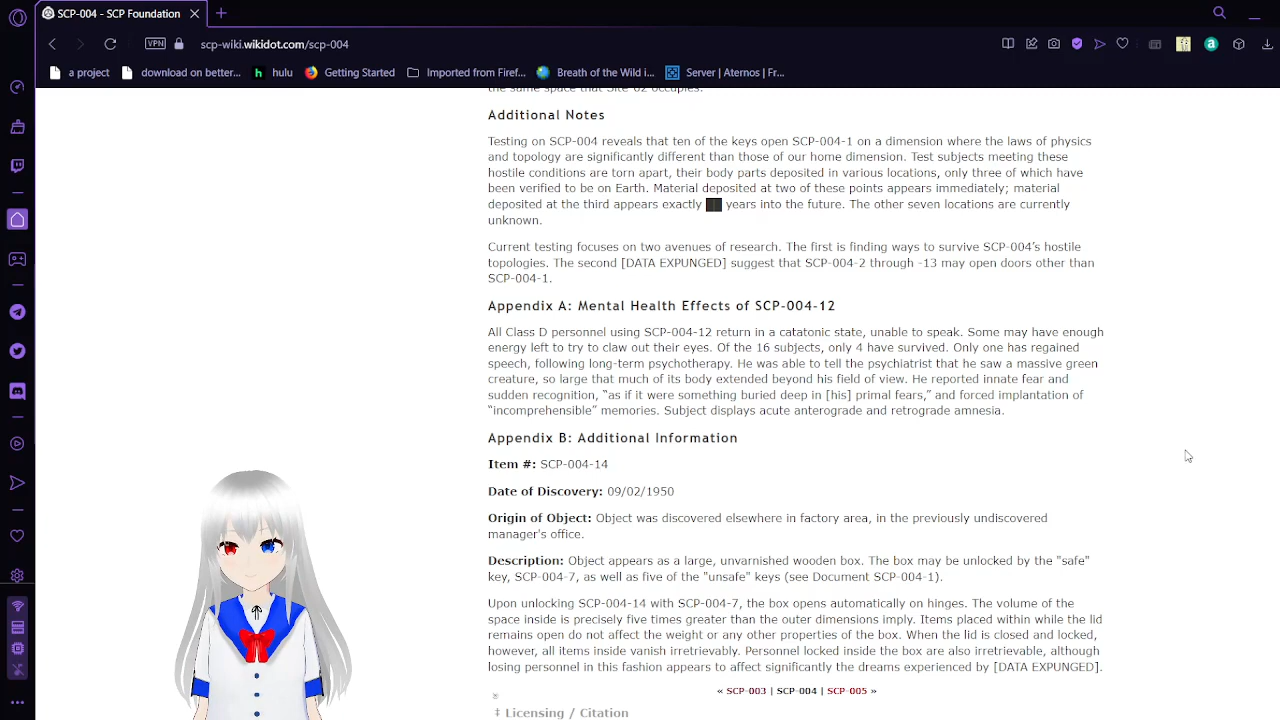 SCP-004 - SCP Foundation
VPN
scp-wiki.wikidot.com/scp-004
a project
download on better...
h hulu
Getting Started
Imported from Firef...
Breath of the Wild i...
Server | Aternos | Fr...
the same space that Site-02 occupies.
Additional Notes
Testing on SCP-004 reveals that ten of the keys open SCP-004-1 on a dimension where the laws of physics
and topology are significantly different than those of our home dimension. Test subjects meeting these
hostile conditions are torn apart, their body parts deposited in various locations, only three of which have
been verified to be on Earth. Material deposited at two of these points appears immediately; material
deposited at the third appears exactly ██ years into the future. The other seven locations are currently
unknown.
Current testing focuses on two avenues of research. The first is finding ways to survive SCP-004’s hostile
topologies. The second [DATA EXPUNGED] suggest that SCP-004-2 through -13 may open doors other than
SCP-004-1.
Appendix A: Mental Health Effects of SCP-004-12
All Class D personnel using SCP-004-12 return in a catatonic state, unable to speak. Some may have enough
energy left to try to claw out their eyes. Of the 16 subjects, only 4 have survived. Only one has regained
speech, following long-term psychotherapy. He was able to tell the psychiatrist that he saw a massive green
creature, so large that much of its body extended beyond his field of view. He reported innate fear and
sudden recognition, “as if it were something buried deep in [his] primal fears,” and forced implantation of
“incomprehensible” memories. Subject displays acute anterograde and retrograde amnesia.
Appendix B: Additional Information
Item #: SCP-004-14
Date of Discovery: 09/02/1950
Origin of Object: Object was discovered elsewhere in factory area, in the previously undiscovered
manager's office.
Description: Object appears as a large, unvarnished wooden box. The box may be unlocked by the "safe"
key, SCP-004-7, as well as five of the "unsafe" keys (see Document SCP-004-1).
Upon unlocking SCP-004-14 with SCP-004-7, the box opens automatically on hinges. The volume of the
space inside is precisely five times greater than the outer dimensions imply. Items placed within while the lid
remains open do not affect the weight or any other properties of the box. When the lid is closed and locked,
however, all items inside vanish irretrievably. Personnel locked inside the box are also irretrievable, although
losing personnel in this fashion appears to affect significantly the dreams experienced by [DATA EXPUNGED].
« SCP-003 | SCP-004 | SCP-005 »
‡ Licensing / Citation